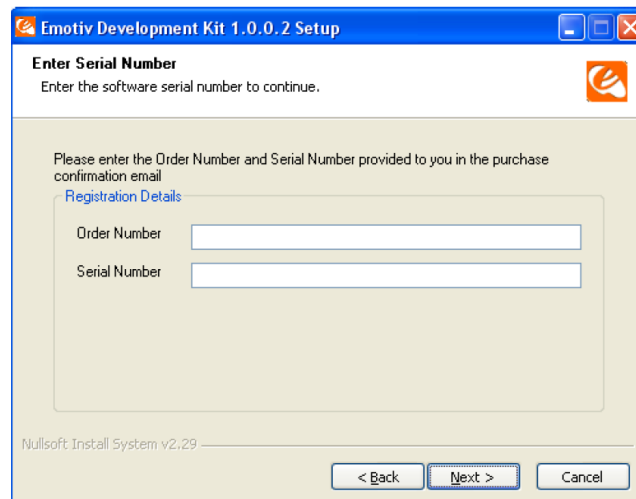 Emotiv Development Kit 1.0.0.2 Setup
Enter Serial Number
Enter the software serial number to continue.
Please enter the Order Number and Serial Number provided to you in the purchase
confirmation email
Registration Details
Order Number
Serial Number
Nullsoft Install System v2.29
< Back Next > Cancel